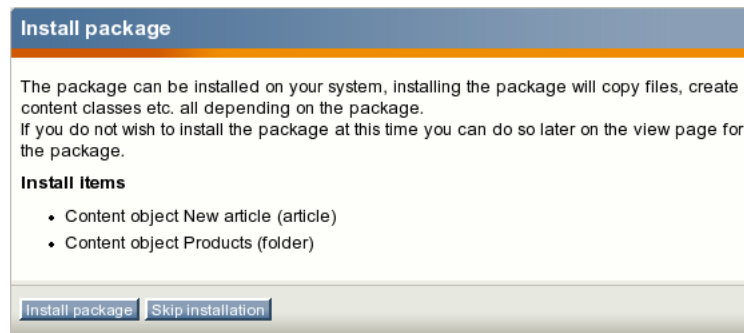 Install package
The package can be installed on your system, installing the package will copy files, create
content classes etc. all depending on the package.
If you do not wish to install the package at this time you can do so later on the view page for
the package.
Install items
• Content object New article (article)
• Content object Products (folder)
Install package Skip installation